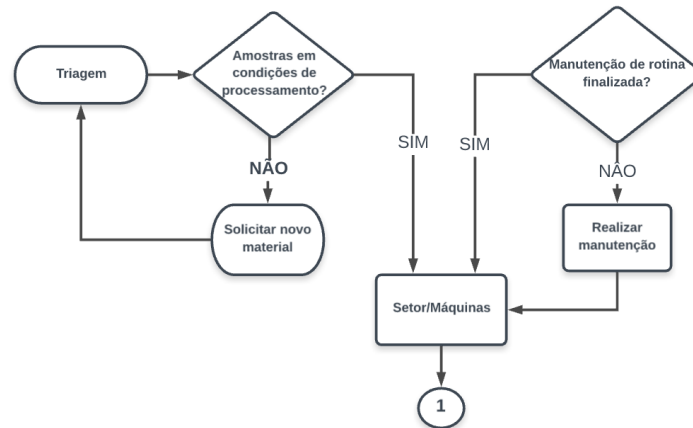 Triagem
Amostras em
condições de
processamento?
Manutenção de rotina
finalizada?
SIM
SIM
NÃO
NÃO
Solicitar novo
material
Realizar
manutenção
Setor/Máquinas
1